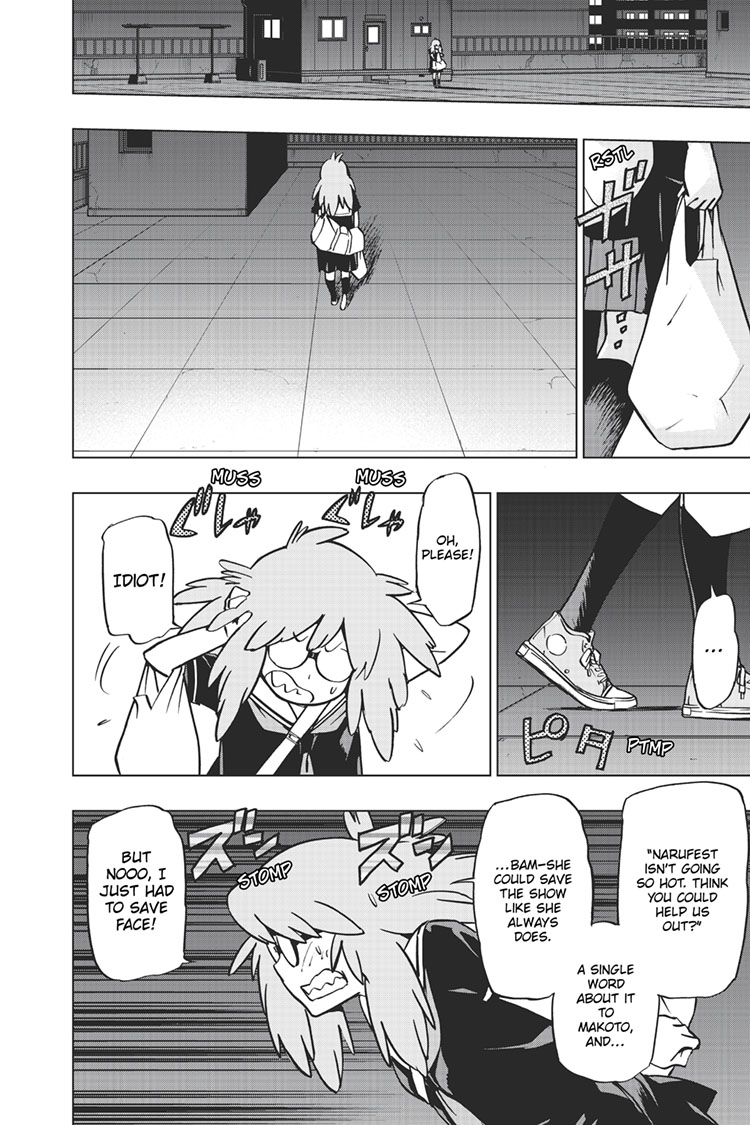 RSTL
ガ
サ...
...
ピタ
PTMP
OH,
PLEASE!
MUSS
ぐしゃ
MUSS
ぐしゃ
IDIOT!
"NARUFEST
ISN'T GOING
SO HOT. THINK
YOU COULD
HELP US
OUT?"
A SINGLE
WORD
ABOUT IT
TO
MAKOTO,
AND...
...BAM-SHE
COULD SAVE
THE SHOW
LIKE SHE
ALWAYS
DOES.
ズン
STOMP
ズン
STOMP
BUT
NOOO, I
JUST HAD
TO SAVE
FACE!